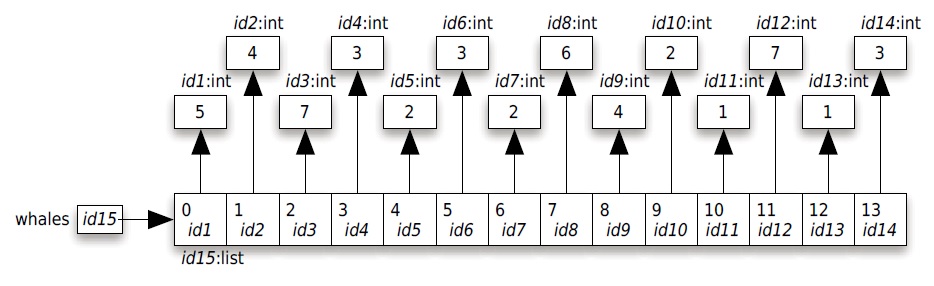 id2:int id4:int id6:int id8:int id10:int id12:int id14:int
4 3 3 6 2 7 3
id1:int id3:int id5:int id7:int id9:int id11:int id13:int
5 7 2 2 4 1 1
0 1 2 3 4 5 6 7 8 9 10 11 12 13
whales id15 id1 id2 id3 id4 id5 id6 id7 id8 id9 id10 id11 id12 id13 id14
id15:list